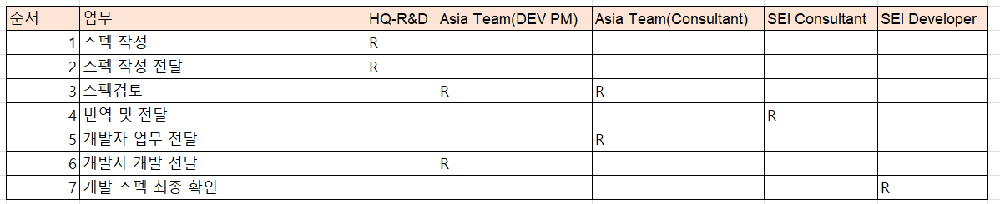 순서 업무 HQ-R&D Asia Team(DEV PM) Asia Team(Consultant) SEI Consultant SEI Developer
1 스펙 작성 R
2 스펙 작성 전달 R
3 스펙검토 R R
4 번역 및 전달 R
5 개발자 업무 전달 R
6 개발자 개발 전달 R
7 개발 스펙 최종 확인 R